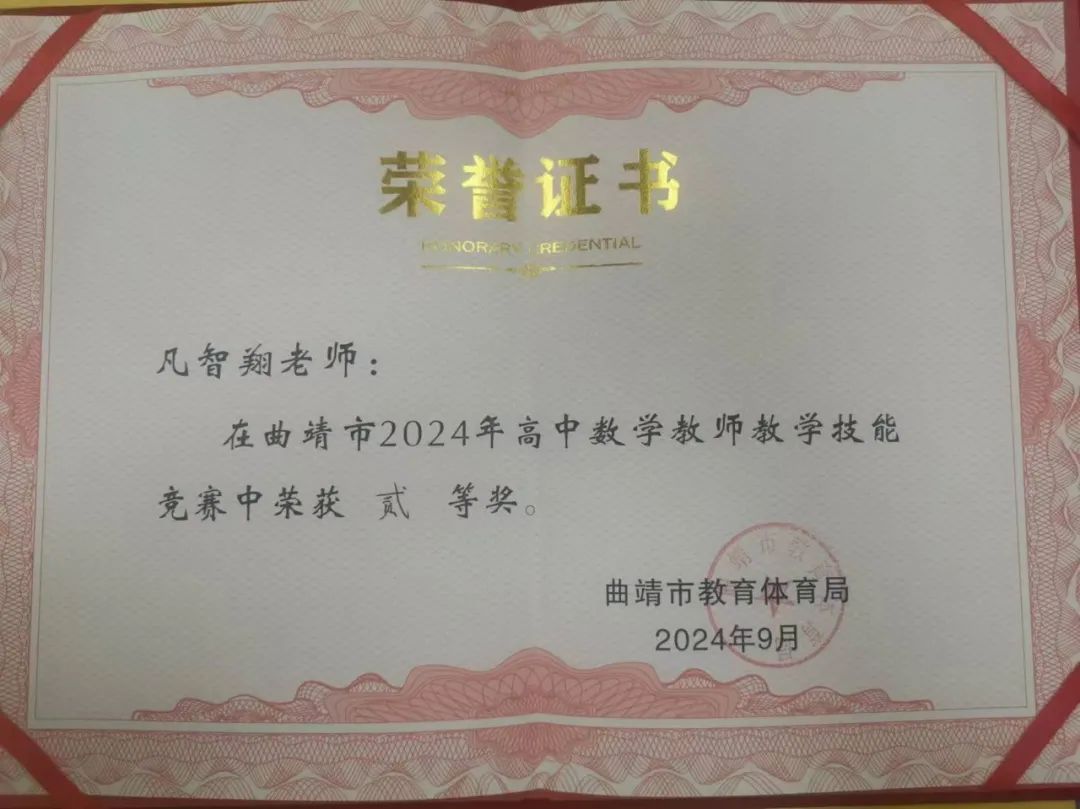 荣誉证书
HONORARY CREDENTIAL
凡智翔老师：
在曲靖市2024年高中数学教师教学技能
竞赛中荣获 贰 等奖。
曲靖市教育体育局
2024年9月